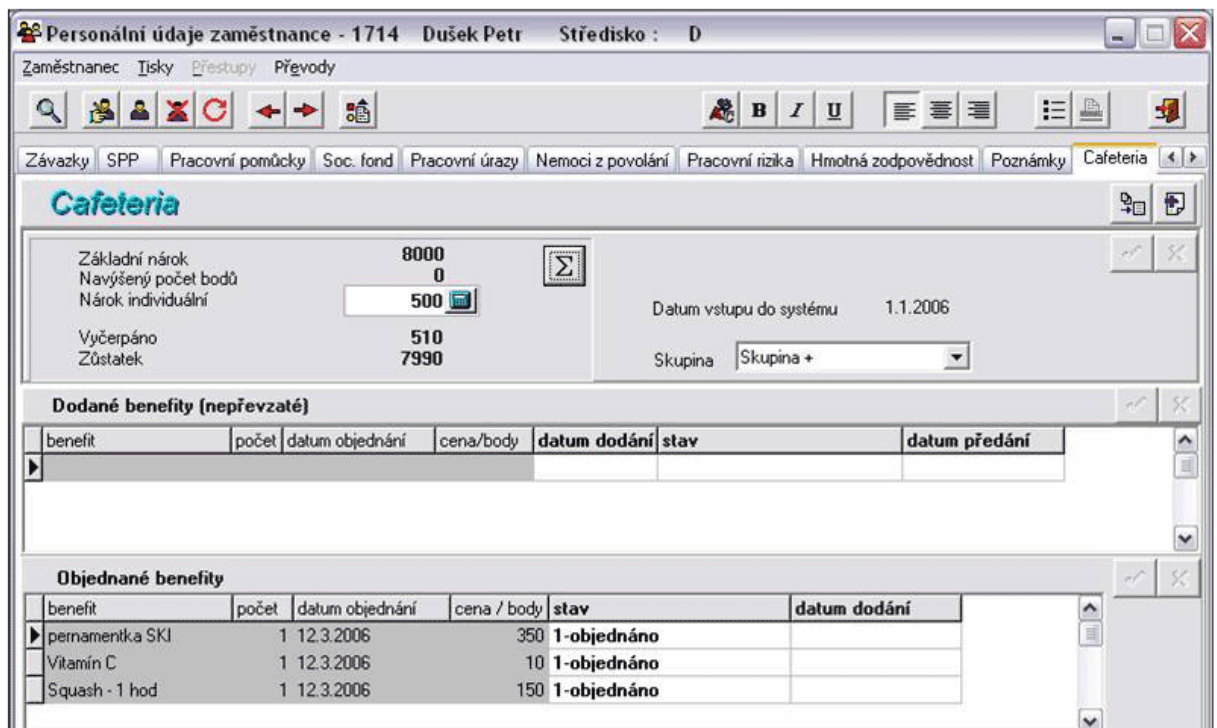 Personální údaje zaměstnance - 1714 Dušek Petr Středisko : D
Zaměstnanec Tisky Přestupy Převody
B I U
Závazky SPP Pracovní pomůcky Soc. fond Pracovní úrazy Nemoci z povolání Pracovní rizika Hmotná zodpovědnost Poznámky Cafeteria
Cafeteria
Základní nárok 8000
Navýšený počet bodů 0
Nárok individuální 500
Σ
Vyčerpáno 510
Zůstatek 7990
Datum vstupu do systému 1.1.2006
Skupina Skupina +
Dodané benefity (nepřevzaté)
benefit počet datum objednání cena/body datum dodání stav datum předání
Objednané benefity
benefit počet datum objednání cena / body stav datum dodání
pernamentka SKI 1 12.3.2006 350 1-objednáno
Vitamín C 1 12.3.2006 10 1-objednáno
Squash - 1 hod 1 12.3.2006 150 1-objednáno